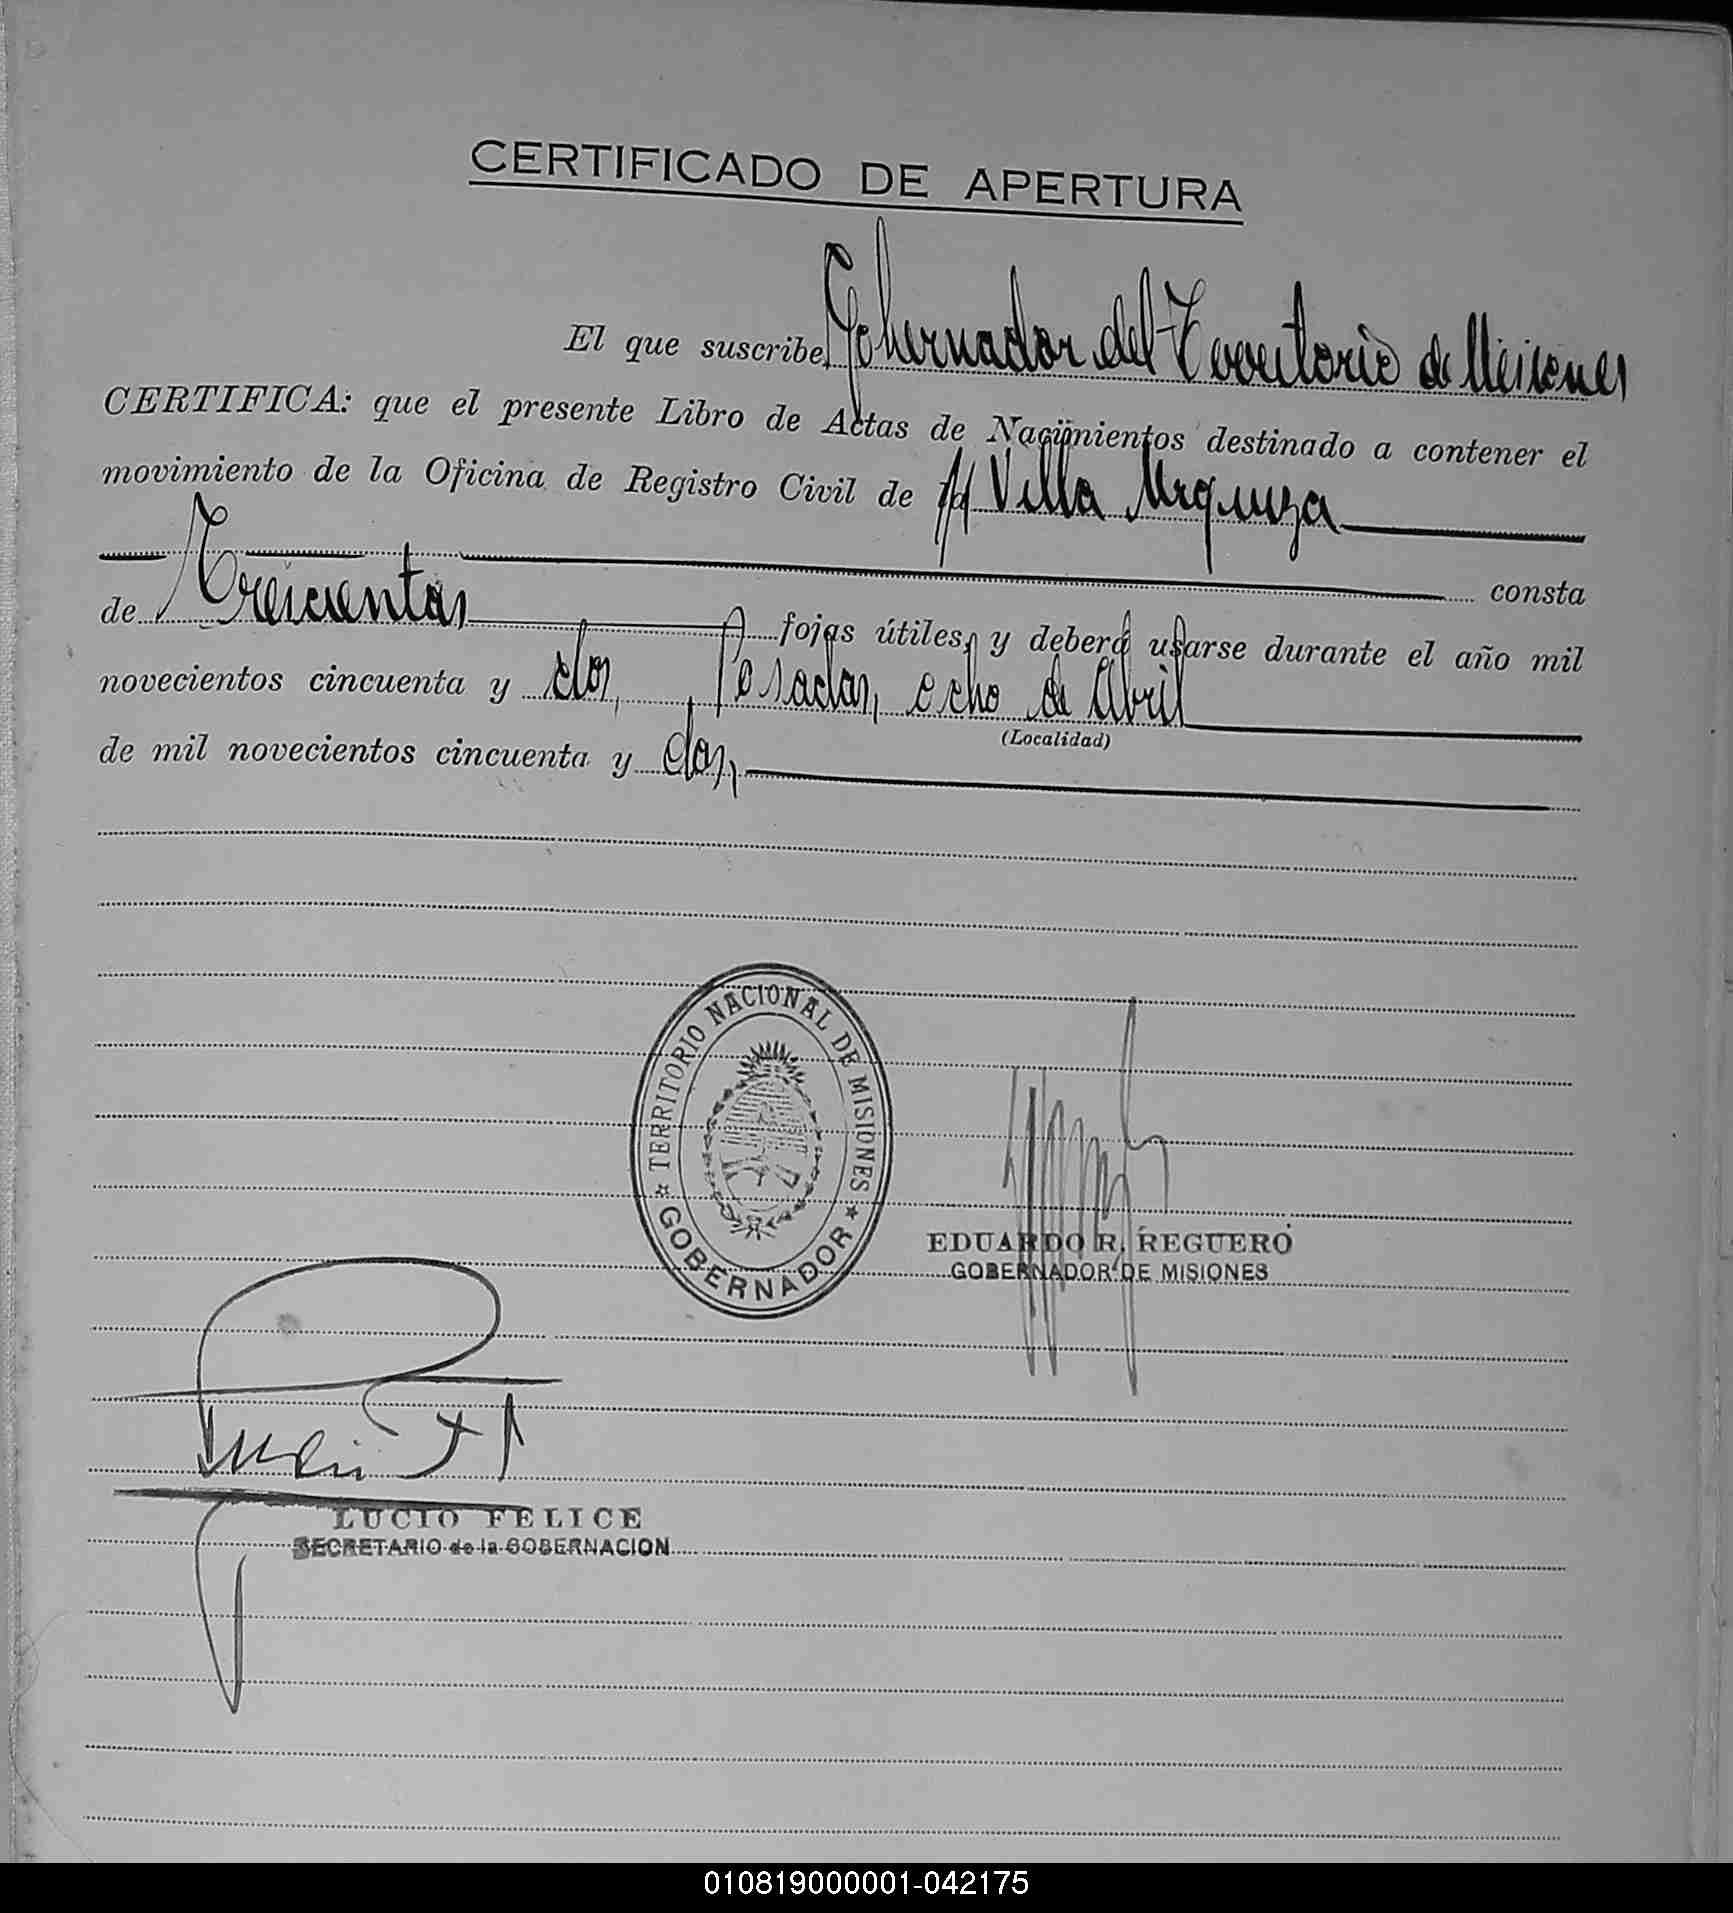 CERTIFICADO DE APERTURA
El que suscribe, Gobernador del Territorio de Misiones
CERTIFICA: que el presente Libro de Actas de Nacimientos destinado a contener el
movimiento de la Oficina de Registro Civil de Villa Urquiza
consta
de Trescientas fojas útiles, y deberá usarse durante el año mil
novecientos cincuenta y dos, Posadas, ocho de Abril
(Localidad)
de mil novecientos cincuenta y dos,
TERRITORIO NACIONAL DE MISIONES
GOBERNADOR
EDUARDO R. REGUERO
GOBERNADOR DE MISIONES
LUCIO FELICE
SECRETARIO de la GOBERNACION
010819000001-042175